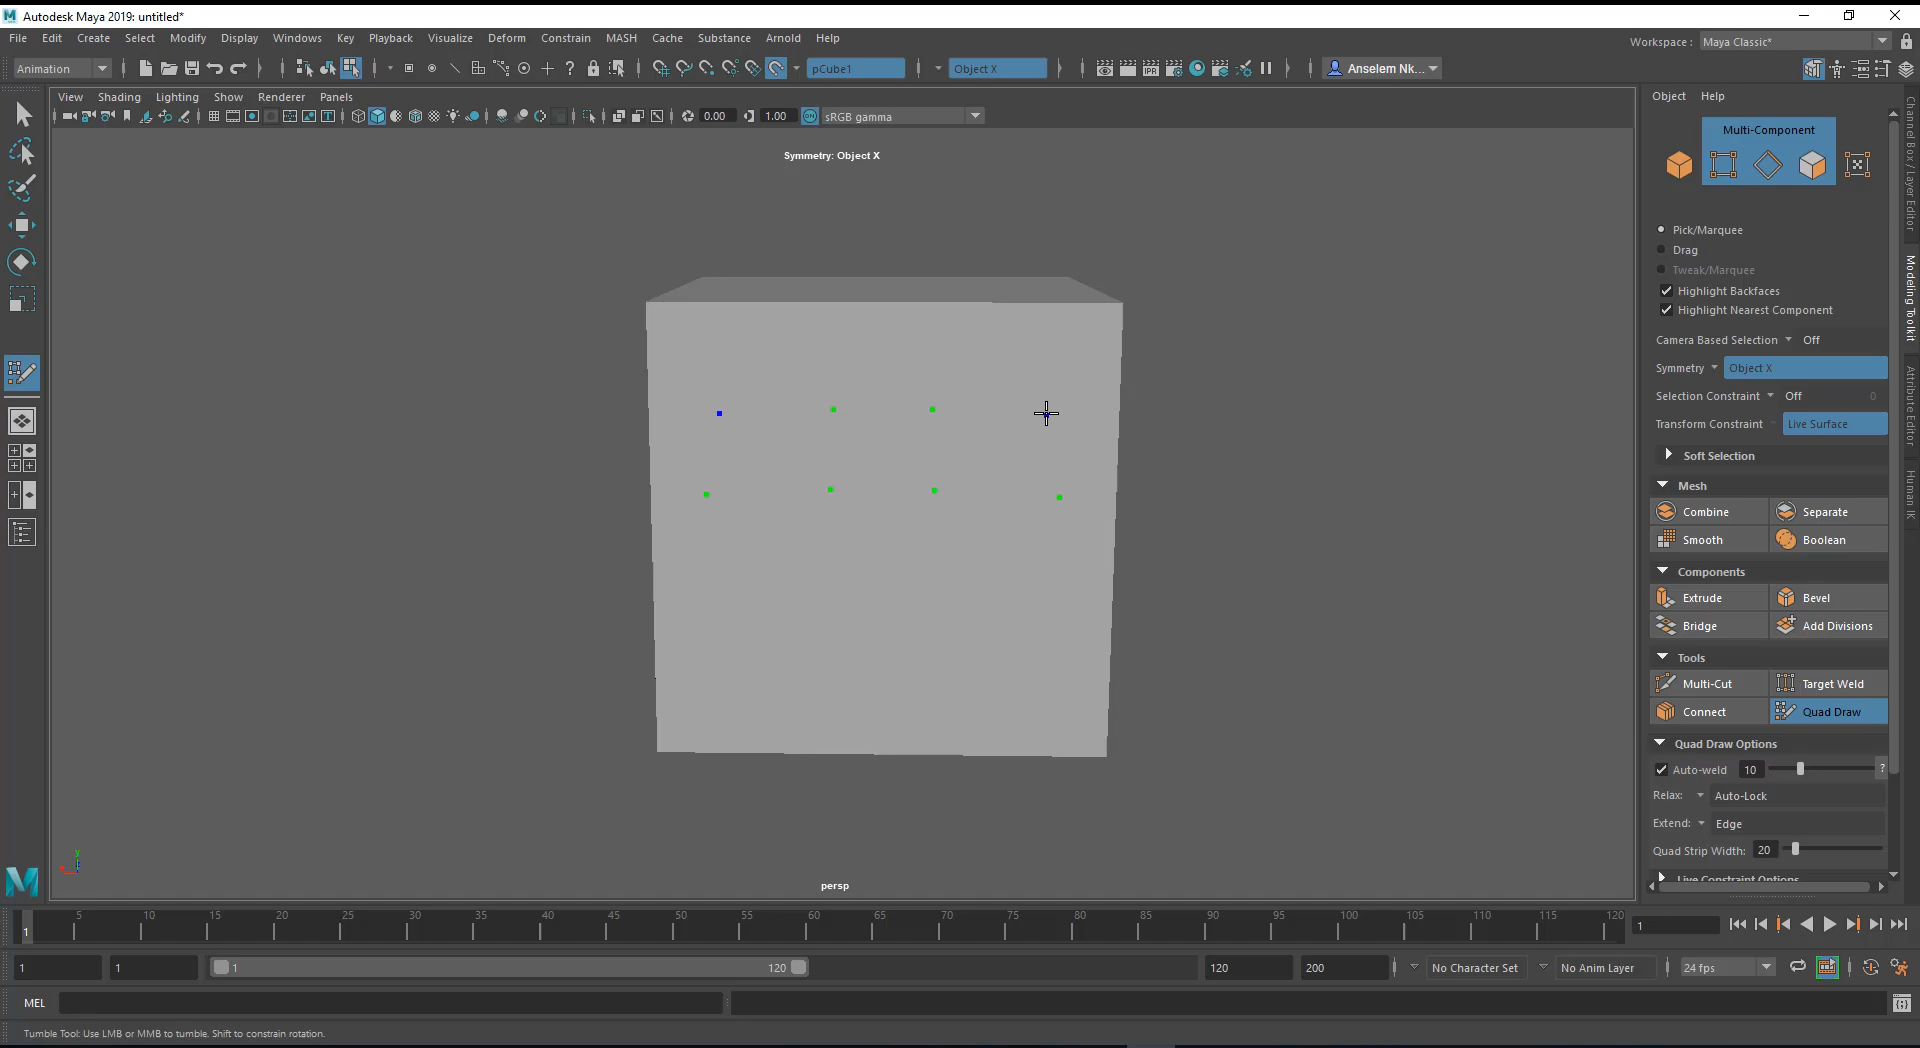 Autodesk Maya 2019: untitled*
File Edit Create Select Modify Display Windows Key Playback Visualize Deform Constrain MASH Cache Substance Arnold Help
Workspace : Maya Classic*
Animation
pCube1
Object X
Anselem Nk...
View Shading Lighting Show Renderer Panels
0.00
1.00
sRGB gamma
Symmetry: Object X
persp
y
Object Help
Multi-Component
Pick/Marquee
Drag
Tweak/Marquee
Highlight Backfaces
Highlight Nearest Component
Camera Based Selection Off
Symmetry Object X
Selection Constraint Off 0
Transform Constraint Live Surface
Soft Selection
Mesh
Combine Separate
Smooth Boolean
Components
Extrude Bevel
Bridge Add Divisions
Tools
Multi-Cut Target Weld
Connect Quad Draw
Quad Draw Options
Auto-weld 10 ?
Relax: Auto-Lock
Extend: Edge
Quad Strip Width: 20
Live Constraint Options
Channel Box / Layer Editor
Modeling Toolkit
Attribute Editor
Human IK
5 10 15 20 25 30 35 40 45 50 55 60 65 70 75 80 85 90 95 100 105 110 115 120
1
1
1 1 1 120 120 200 No Character Set No Anim Layer 24 fps
MEL
Tumble Tool: Use LMB or MMB to tumble. Shift to constrain rotation.